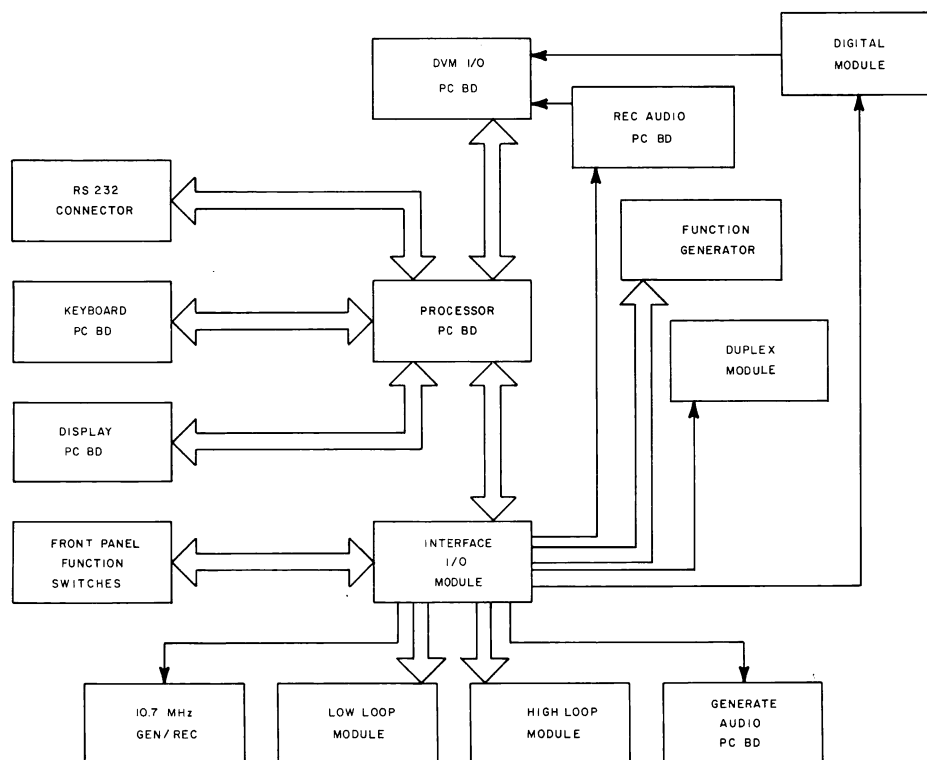 DVM I/O
PC BD
DIGITAL
MODULE
REC AUDIO
PC BD
RS 232
CONNECTOR
FUNCTION
GENERATOR
KEYBOARD
PC BD
PROCESSOR
PC BD
DUPLEX
MODULE
DISPLAY
PC BD
FRONT PANEL
FUNCTION
SWITCHES
INTERFACE
I/O
MODULE
10.7 MHz
GEN/REC
LOW LOOP
MODULE
HIGH LOOP
MODULE
GENERATE
AUDIO
PC BD